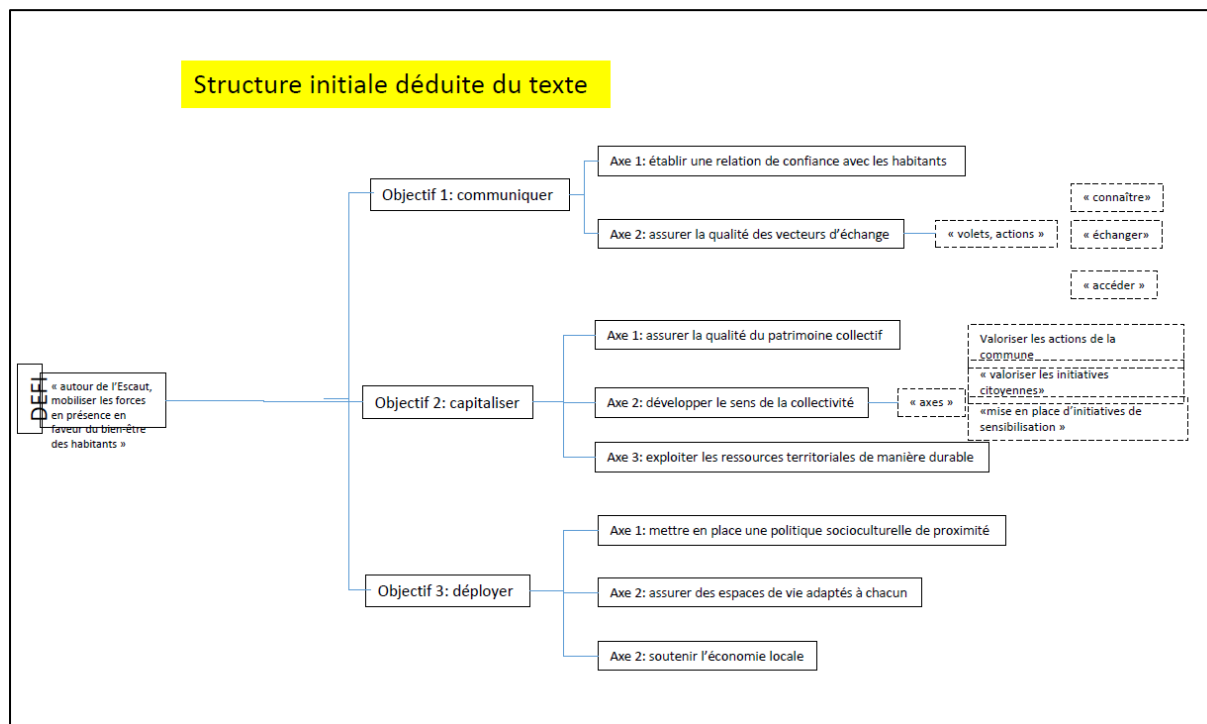 Structure initiale déduite du texte
DEFI
« autour de l’Escaut,
mobiliser les forces
en présence en
faveur du bien-être
des habitants »
Objectif 1: communiquer
Axe 1: établir une relation de confiance avec les habitants
Axe 2: assurer la qualité des vecteurs d’échange
« volets, actions »
« connaître»
« échanger»
« accéder »
Objectif 2: capitaliser
Axe 1: assurer la qualité du patrimoine collectif
Axe 2: développer le sens de la collectivité
« axes »
Valoriser les actions de la
commune
« valoriser les initiatives
citoyennes»
«mise en place d’initiatives de
sensibilisation »
Axe 3: exploiter les ressources territoriales de manière durable
Objectif 3: déployer
Axe 1: mettre en place une politique socioculturelle de proximité
Axe 2: assurer des espaces de vie adaptés à chacun
Axe 2: soutenir l’économie locale